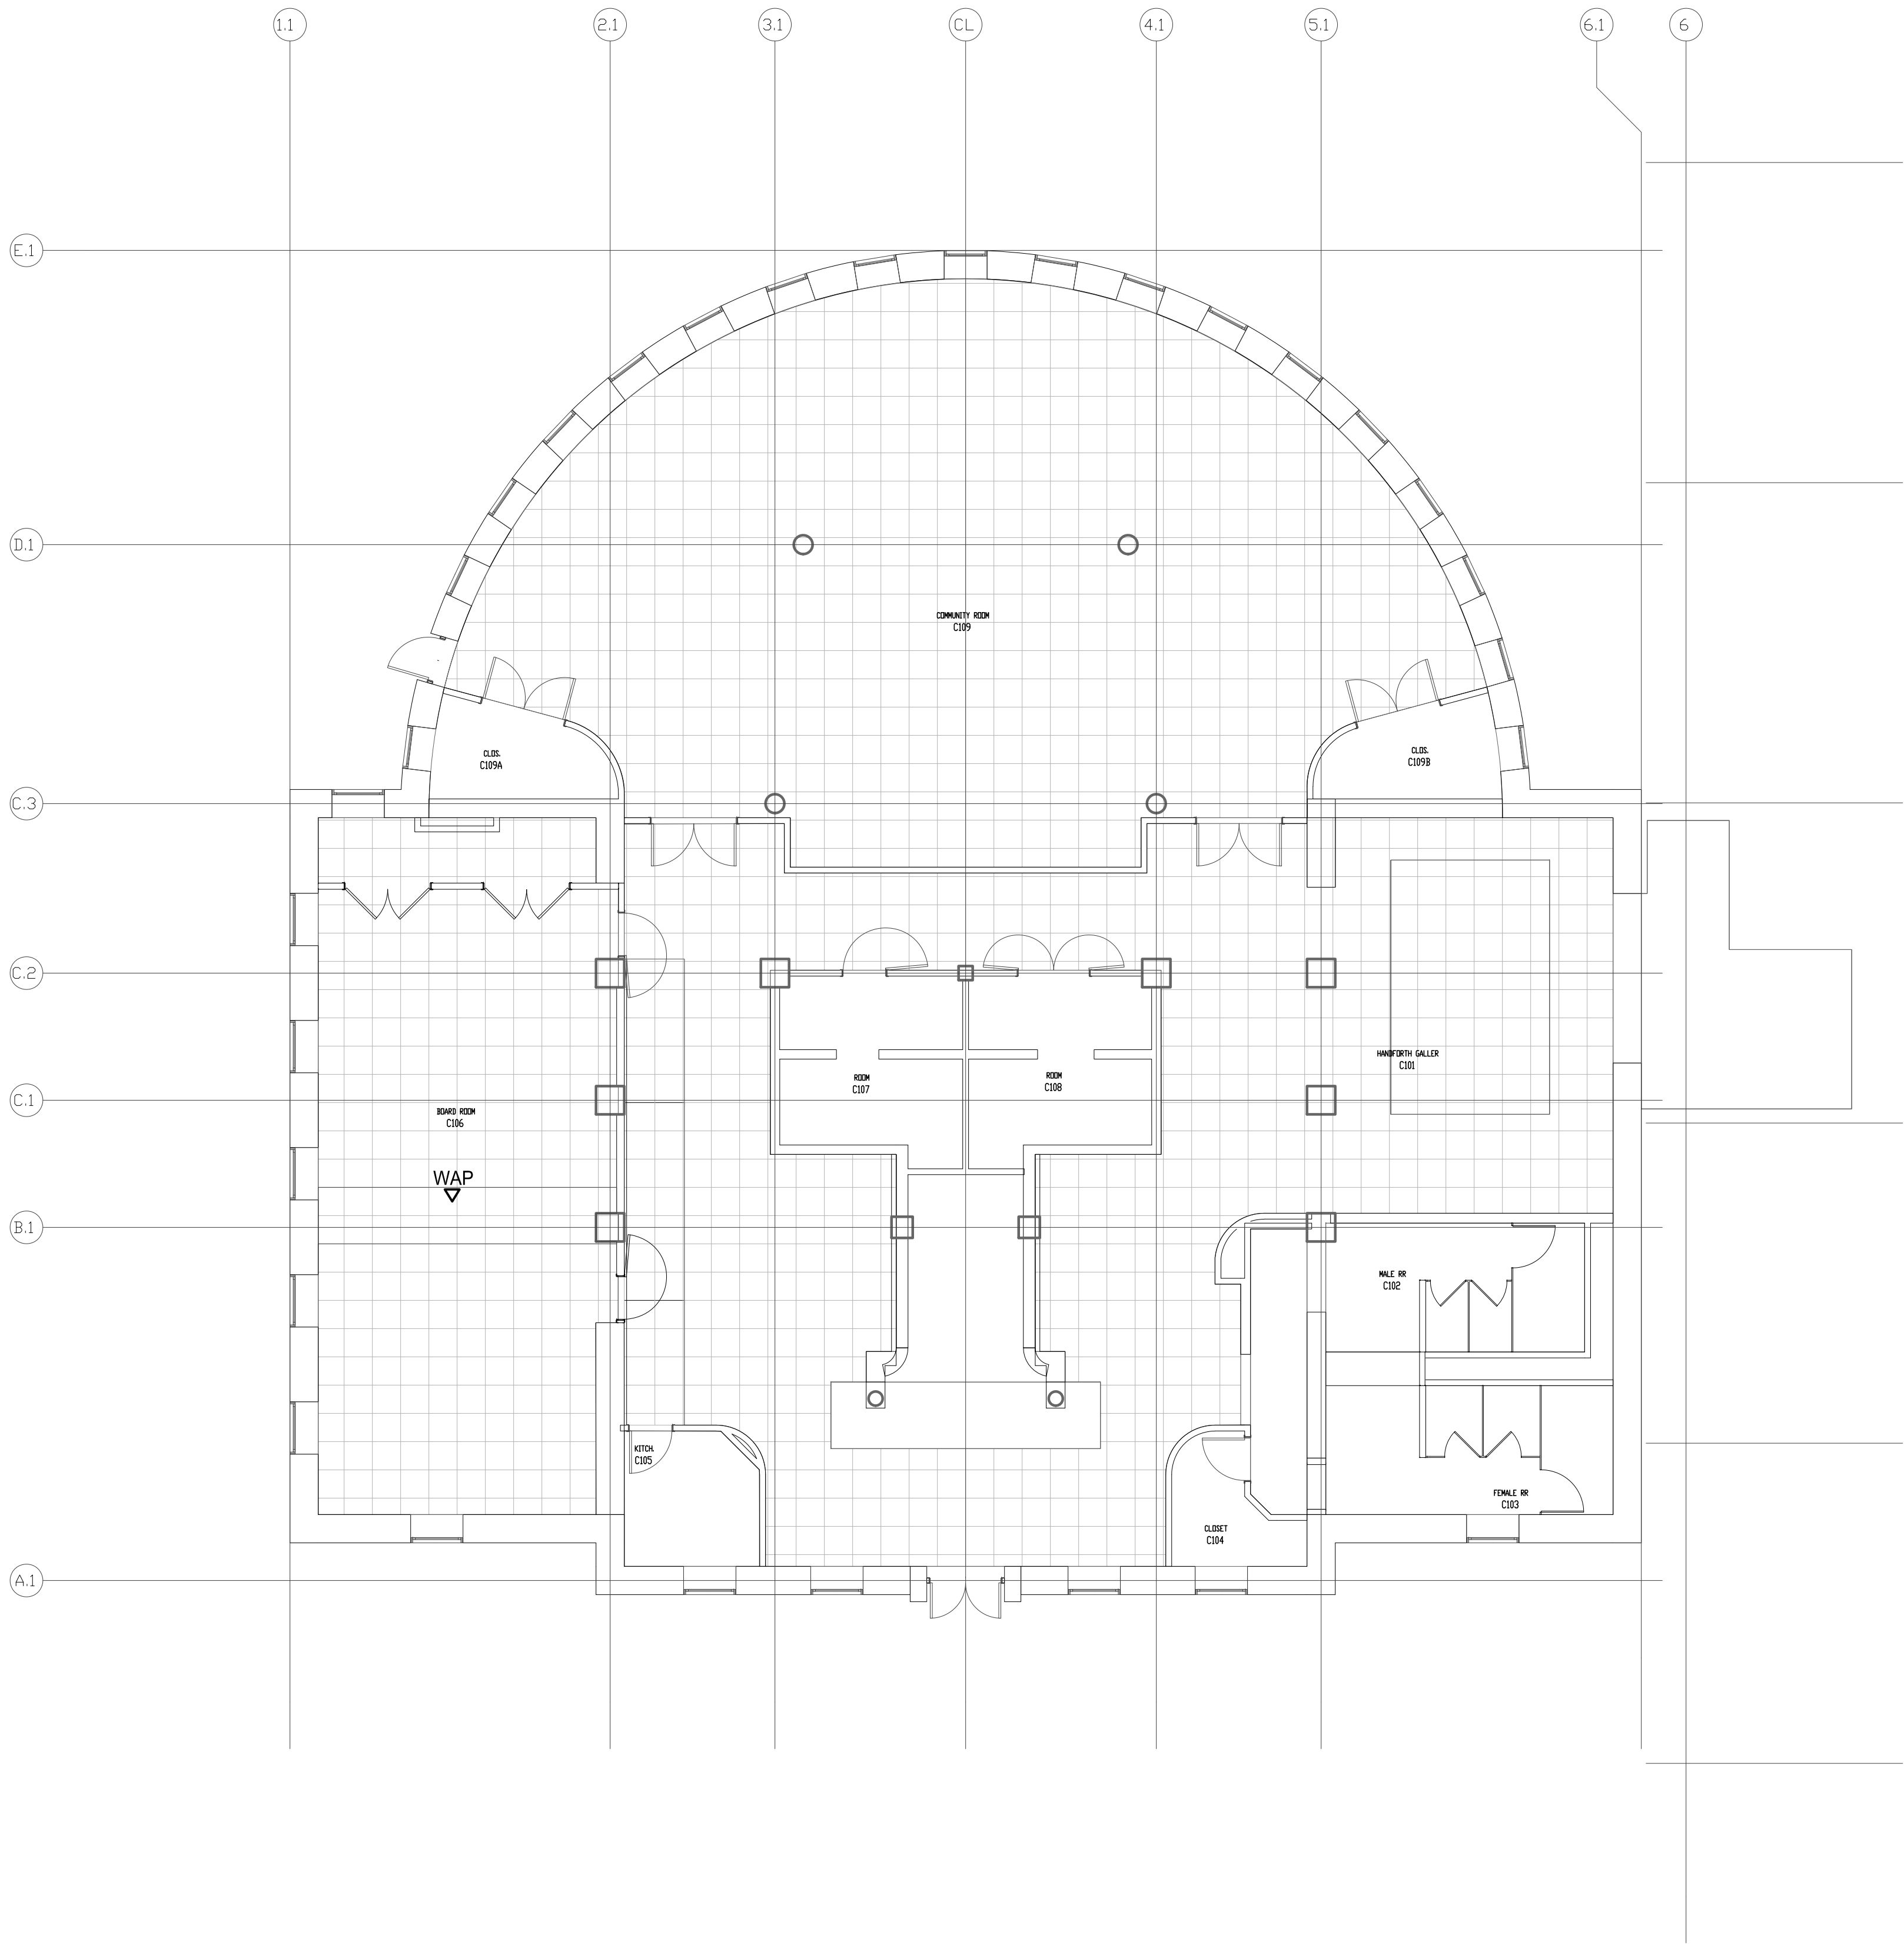 1.1 2.1 3.1 CL 4.1 5.1 6.1 6
E.1
D.1
COMMUNITY ROOM
C109
CLOS.
C109A
CLOS.
C109B
C.3
C.2
HANDFORTH GALLER
C101
ROOM
C107
ROOM
C108
C.1
BOARD ROOM
C106
WAP
B.1
MALE RR
C102
KITCH.
C105
FEMALE RR
C103
CLOSET
C104
A.1